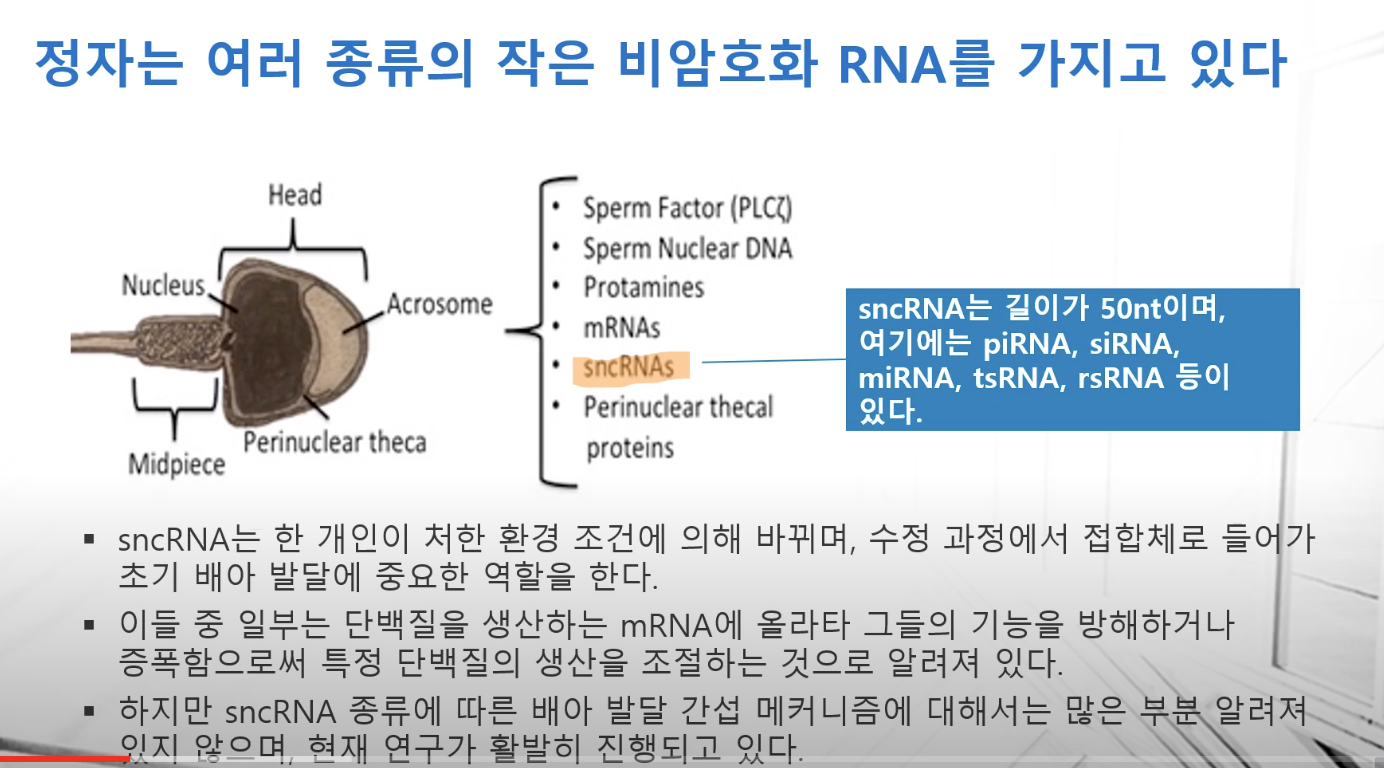 정자는 여러 종류의 작은 비암호화 RNA를 가지고 있다
Head
Nucleus
Acrosome
Perinuclear theca
Midpiece
• Sperm Factor (PLCζ)
• Sperm Nuclear DNA
• Protamines
• mRNAs
• sncRNAs
• Perinuclear thecal
proteins
sncRNA는 길이가 50nt이며,
여기에는 piRNA, siRNA,
miRNA, tsRNA, rsRNA 등이
있다.
▪ sncRNA는 한 개인이 처한 환경 조건에 의해 바뀌며, 수정 과정에서 접합체로 들어가
초기 배아 발달에 중요한 역할을 한다.
▪ 이들 중 일부는 단백질을 생산하는 mRNA에 올라타 그들의 기능을 방해하거나
증폭함으로써 특정 단백질의 생산을 조절하는 것으로 알려져 있다.
▪ 하지만 sncRNA 종류에 따른 배아 발달 간섭 메커니즘에 대해서는 많은 부분 알려져
있지 않으며, 현재 연구가 활발히 진행되고 있다.